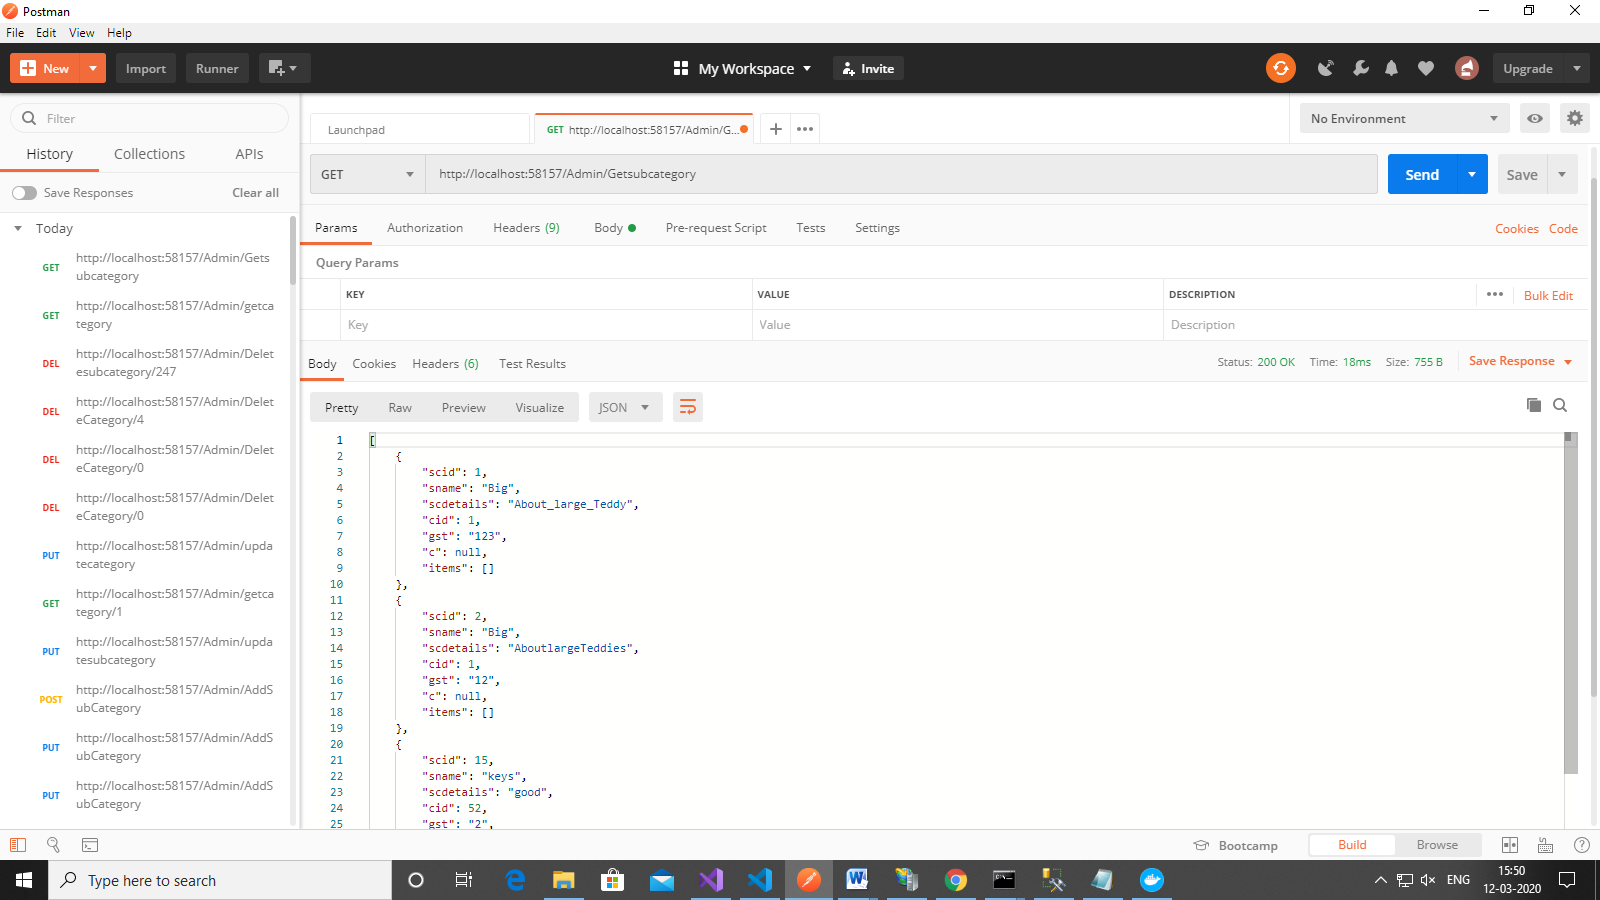 Postman
File Edit View Help
New Import Runner My Workspace Invite Upgrade
Filter
History Collections APIs
Save Responses Clear all
Today
GET http://localhost:58157/Admin/Gets
ubcategory
GET http://localhost:58157/Admin/getca
tegory
DEL http://localhost:58157/Admin/Delet
esubcategory/247
DEL http://localhost:58157/Admin/Delet
eCategory/4
DEL http://localhost:58157/Admin/Delet
eCategory/0
DEL http://localhost:58157/Admin/Delet
eCategory/0
PUT http://localhost:58157/Admin/upda
tecategory
GET http://localhost:58157/Admin/getca
tegory/1
PUT http://localhost:58157/Admin/upda
tesubcategory
POST http://localhost:58157/Admin/AddS
ubCategory
PUT http://localhost:58157/Admin/AddS
ubCategory
PUT http://localhost:58157/Admin/AddS
ubCategory
Launchpad GET http://localhost:58157/Admin/G... No Environment
GET http://localhost:58157/Admin/Getsubcategory Send Save
Params Authorization Headers (9) Body Pre-request Script Tests Settings Cookies Code
Query Params
KEY VALUE DESCRIPTION Bulk Edit
Key Value Description
Body Cookies Headers (6) Test Results Status: 200 OK Time: 18ms Size: 755 B Save Response
Pretty Raw Preview Visualize JSON
1 [
2 {
3 "scid": 1,
4 "sname": "Big",
5 "scdetails": "About_large_Teddy",
6 "cid": 1,
7 "gst": "123",
8 "c": null,
9 "items": []
10 },
11 {
12 "scid": 2,
13 "sname": "Big",
14 "scdetails": "AboutlargeTeddies",
15 "cid": 1,
16 "gst": "12",
17 "c": null,
18 "items": []
19 },
20 {
21 "scid": 15,
22 "sname": "keys",
23 "scdetails": "good",
24 "cid": 52,
25 "gst": "2",
Bootcamp Build Browse
Type here to search
ENG 15:50
12-03-2020